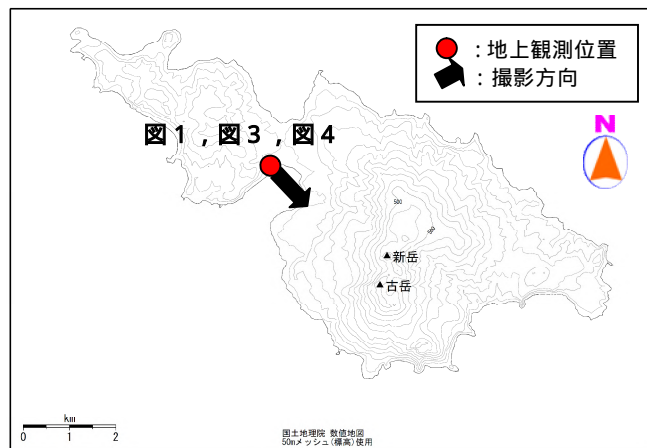 ：地上観測位置
：撮影方向
N
図１，図３，図４
500
500
新岳
古岳
km
0 1 2
国土地理院 数値地図
50mメッシュ(標高)使用